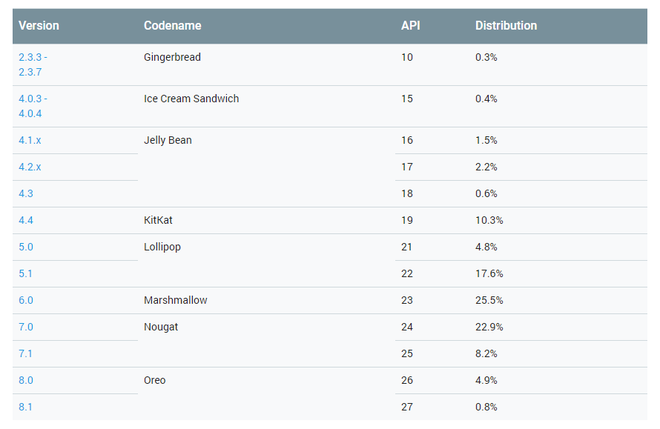 Version Codename API Distribution
2.3.3 - Gingerbread 10 0.3%
2.3.7
4.0.3 - Ice Cream Sandwich 15 0.4%
4.0.4
4.1.x Jelly Bean 16 1.5%
4.2.x 17 2.2%
4.3 18 0.6%
4.4 KitKat 19 10.3%
5.0 Lollipop 21 4.8%
5.1 22 17.6%
6.0 Marshmallow 23 25.5%
7.0 Nougat 24 22.9%
7.1 25 8.2%
8.0 Oreo 26 4.9%
8.1 27 0.8%